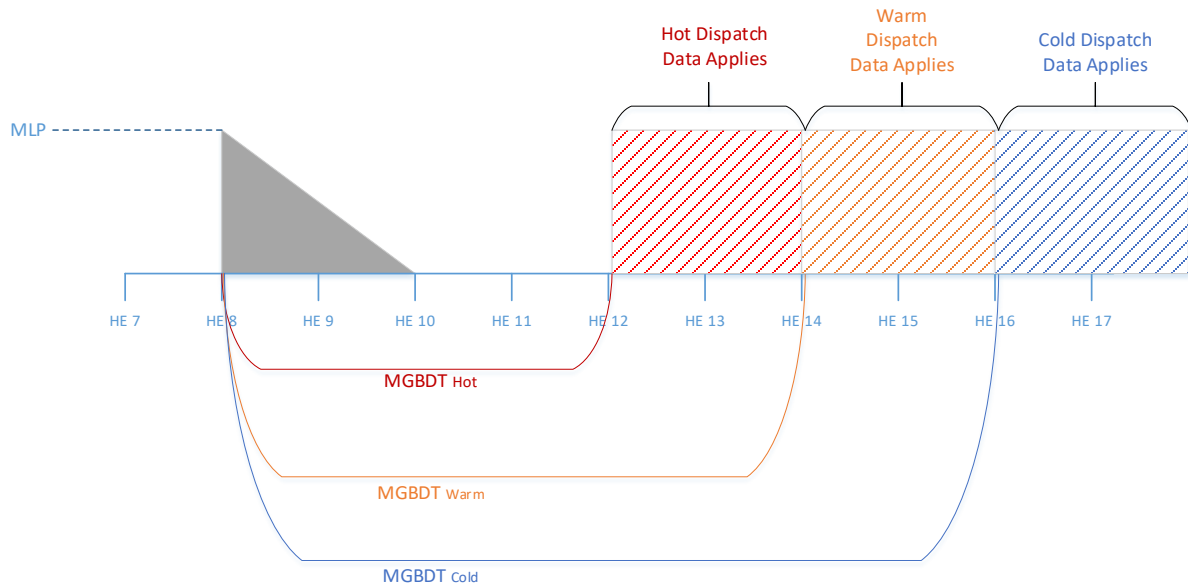 Hot Dispatch
Data Applies
Warm
Dispatch
Data Applies
Cold Dispatch
Data Applies
MLP
HE 7
HE 8
HE 9
HE 10
HE 11
HE 12
HE 13
HE 14
HE 15
HE 16
HE 17
MGBDT Hot
MGBDT Warm
MGBDT Cold